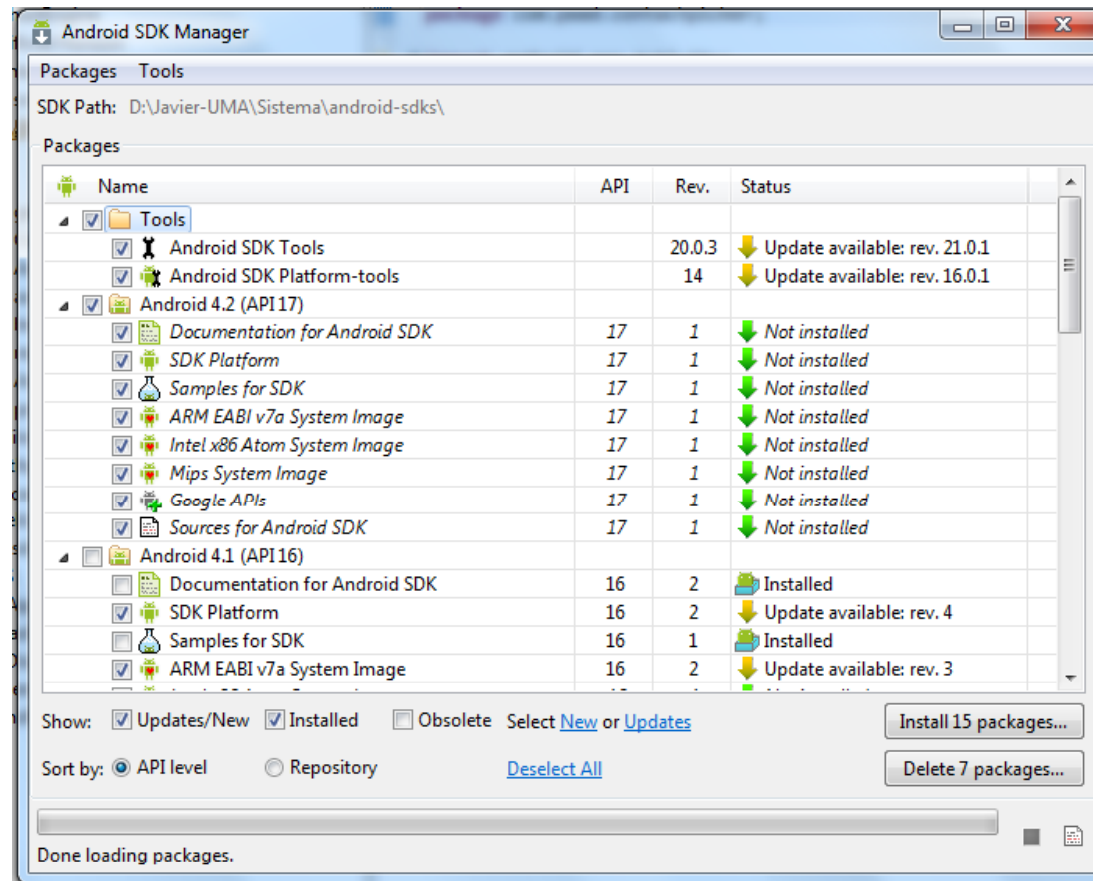 Android SDK Manager
Packages Tools
SDK Path: D:\Javier-UMA\Sistema\android-sdks\
Packages
Name API Rev. Status
Tools
Android SDK Tools 20.0.3 Update available: rev. 21.0.1
Android SDK Platform-tools 14 Update available: rev. 16.0.1
Android 4.2 (API 17)
Documentation for Android SDK 17 1 Not installed
SDK Platform 17 1 Not installed
Samples for SDK 17 1 Not installed
ARM EABI v7a System Image 17 1 Not installed
Intel x86 Atom System Image 17 1 Not installed
Mips System Image 17 1 Not installed
Google APIs 17 1 Not installed
Sources for Android SDK 17 1 Not installed
Android 4.1 (API 16)
Documentation for Android SDK 16 2 Installed
SDK Platform 16 2 Update available: rev. 4
Samples for SDK 16 1 Installed
ARM EABI v7a System Image 16 2 Update available: rev. 3
Show: Updates/New Installed Obsolete Select New or Updates Install 15 packages...
Sort by: API level Repository Deselect All Delete 7 packages...
Done loading packages.